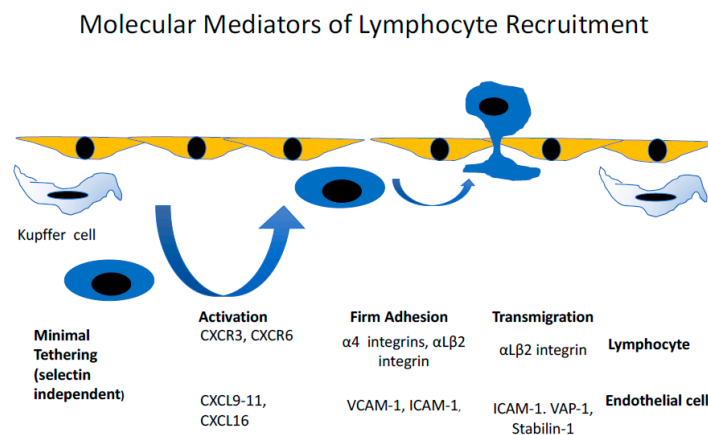 Molecular Mediators of Lymphocyte Recruitment
Kupffer cell
Minimal
Tethering
(selectin
independent)
Activation
CXCR3, CXCR6
CXCL9-11,
CXCL16
Firm Adhesion
α4 integrins, αLβ2
integrin
VCAM-1, ICAM-1,
Transmigration
αLβ2 integrin
ICAM-1. VAP-1,
Stabilin-1
Lymphocyte
Endothelial cell